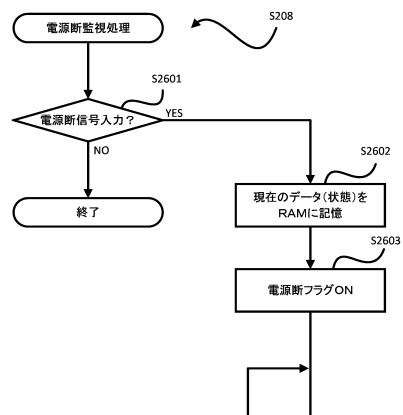 電源断監視処理
S208
S2601
電源断信号入力？
YES
NO
終了
S2602
現在のデータ(状態)を
RAMに記憶
S2603
電源断フラグON